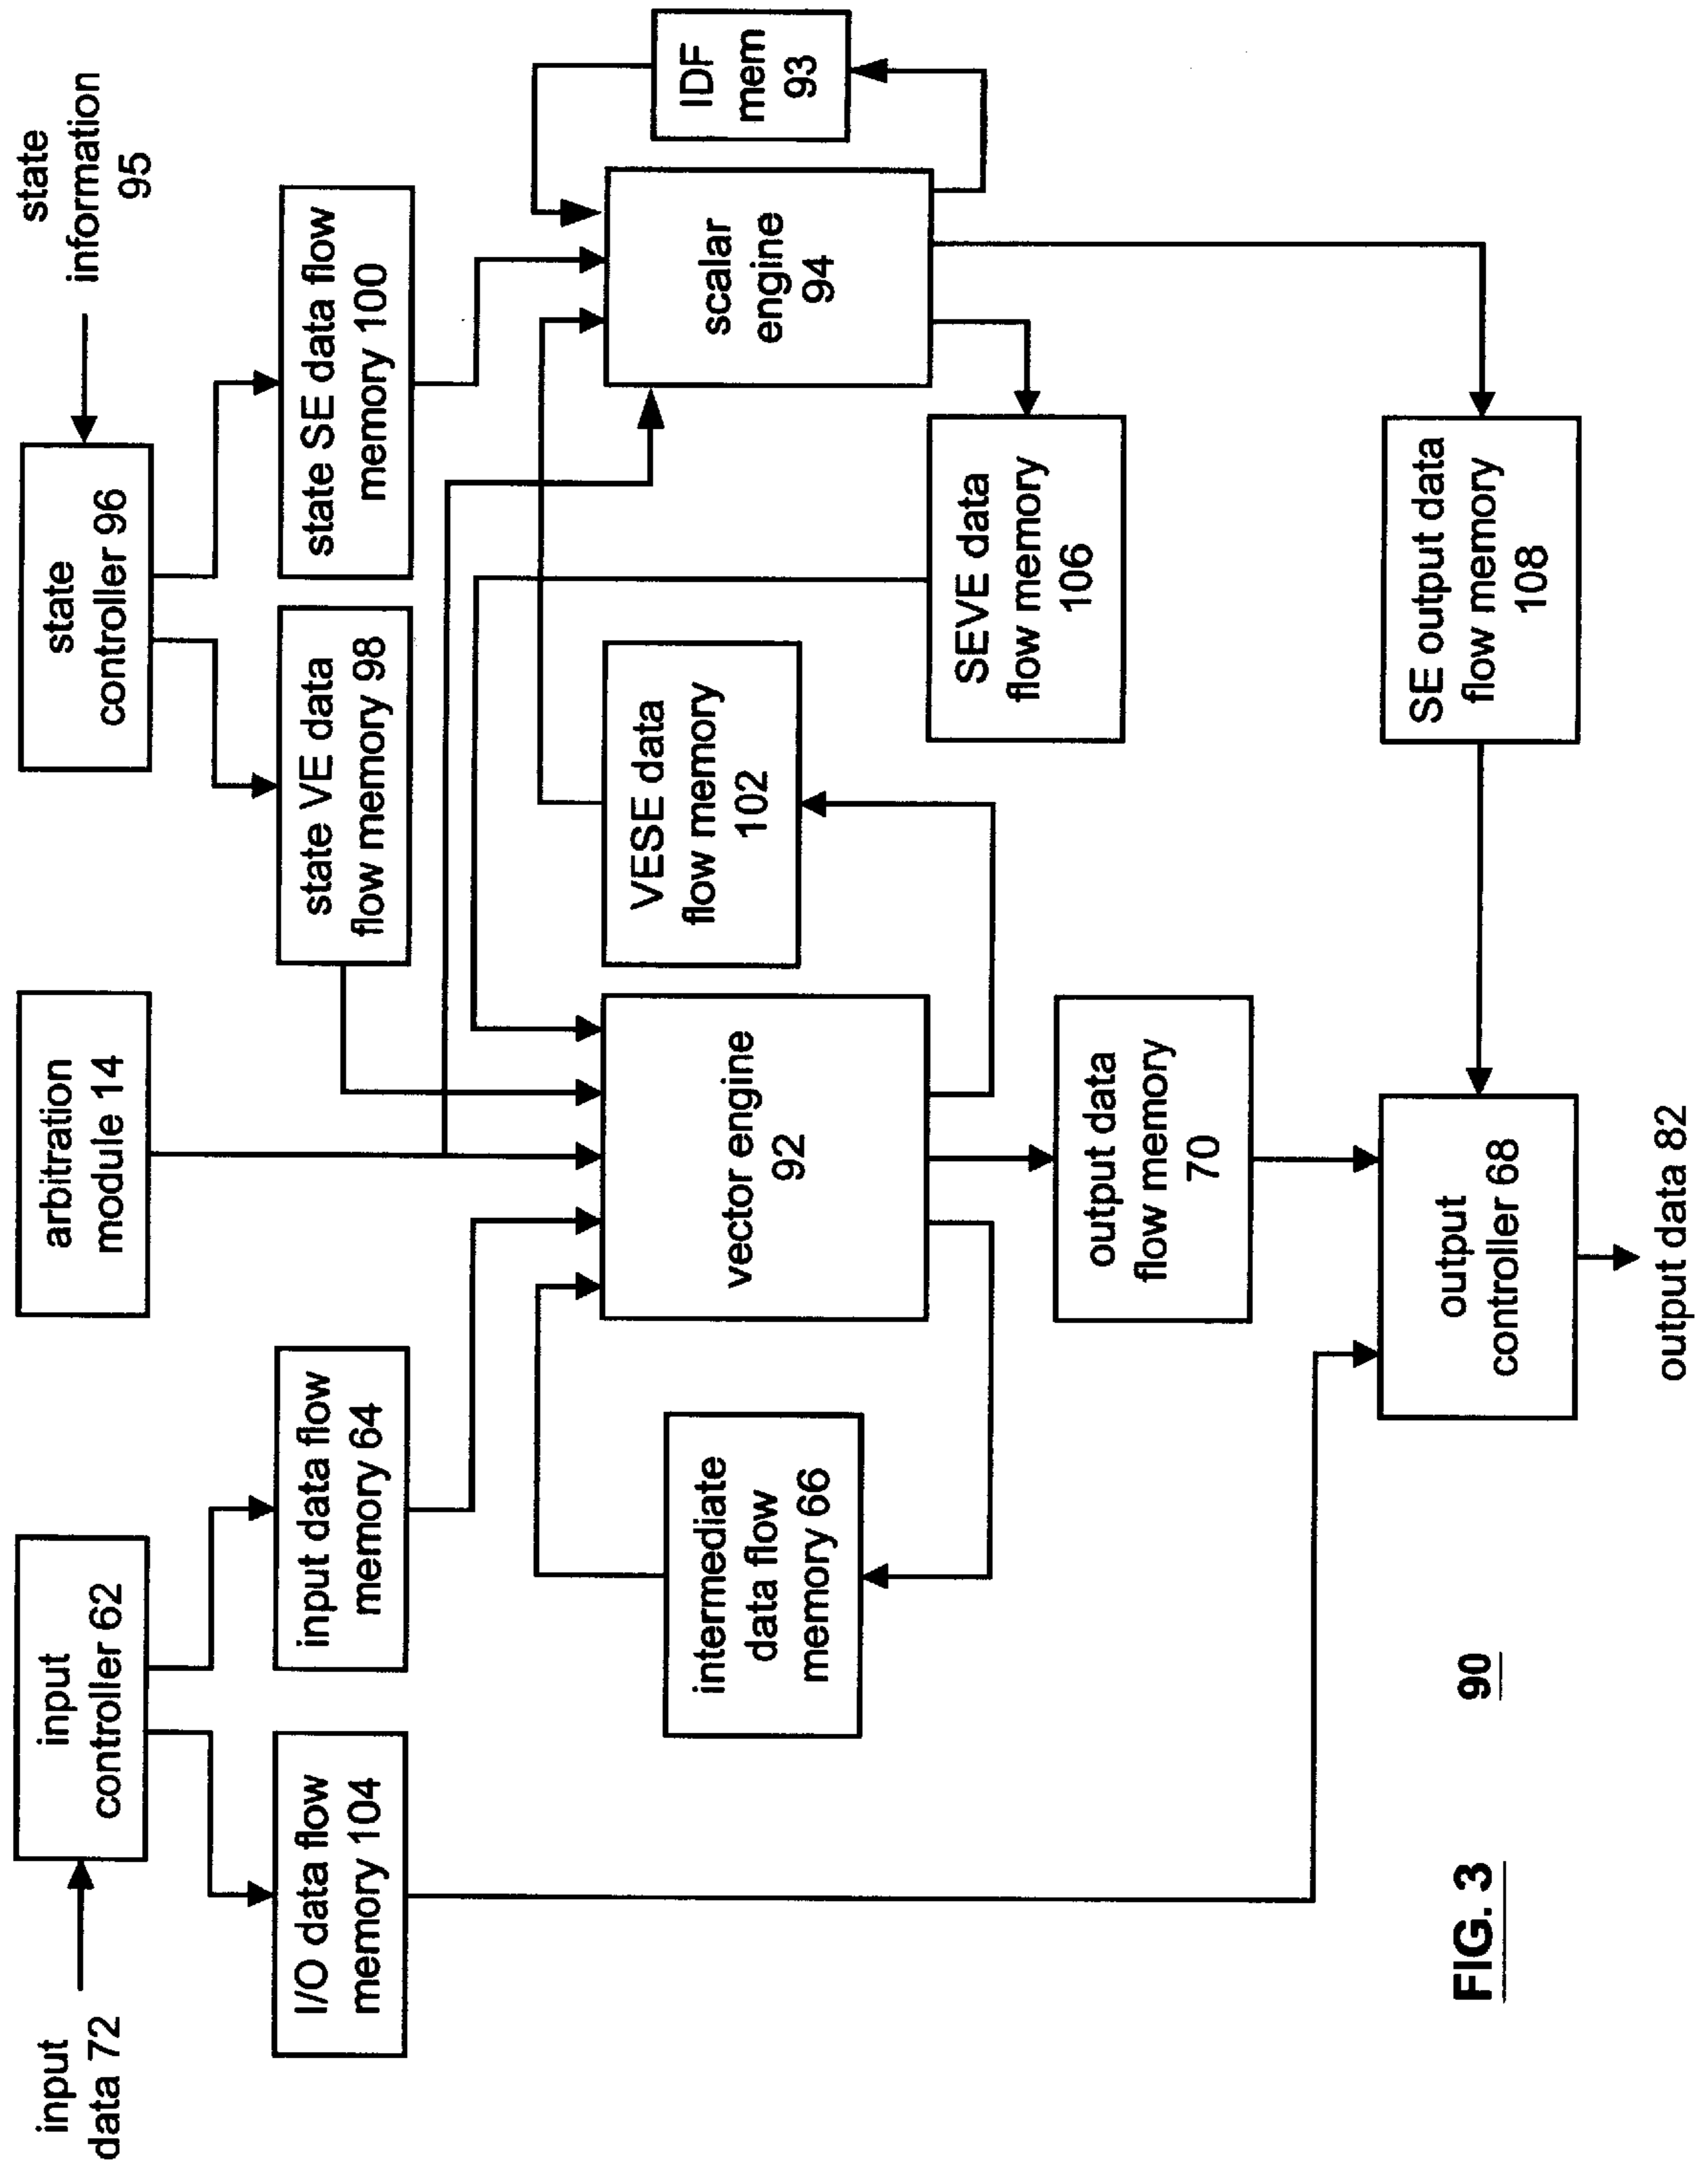 input
data 72
input
controller 62
arbitration
module 14
state
controller 96
state
information
95
I/O data flow
memory 104
input data flow
memory 64
state VE data
flow memory 98
state SE data flow
memory 100
intermediate
data flow
memory 66
vector engine
92
VESE data
flow memory
102
scalar
engine
94
IDF
mem
93
output data
flow memory
70
SEVE data
flow memory
106
output
controller 68
SE output data
flow memory
108
output data 82
FIG. 3
90